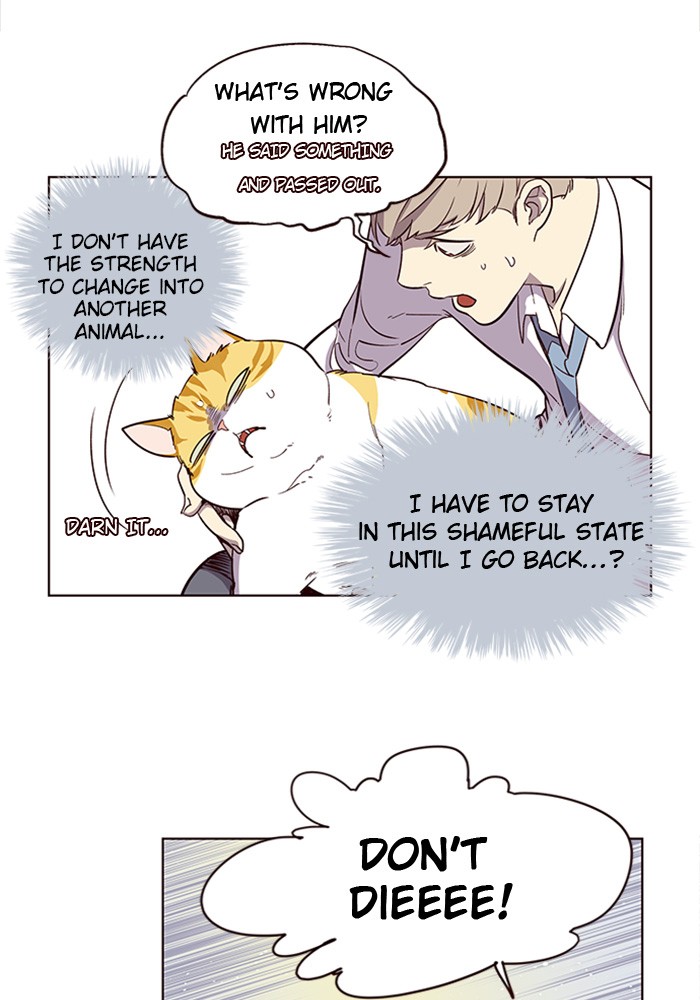 WHAT'S WRONG
WITH HIM?
HE SAID SOMETHING
AND PASSED OUT.
I DON'T HAVE
THE STRENGTH
TO CHANGE INTO
ANOTHER
ANIMAL...
DARN IT...
I HAVE TO STAY
IN THIS SHAMEFUL STATE
UNTIL I GO BACK...?
DON'T
DIEEEE!